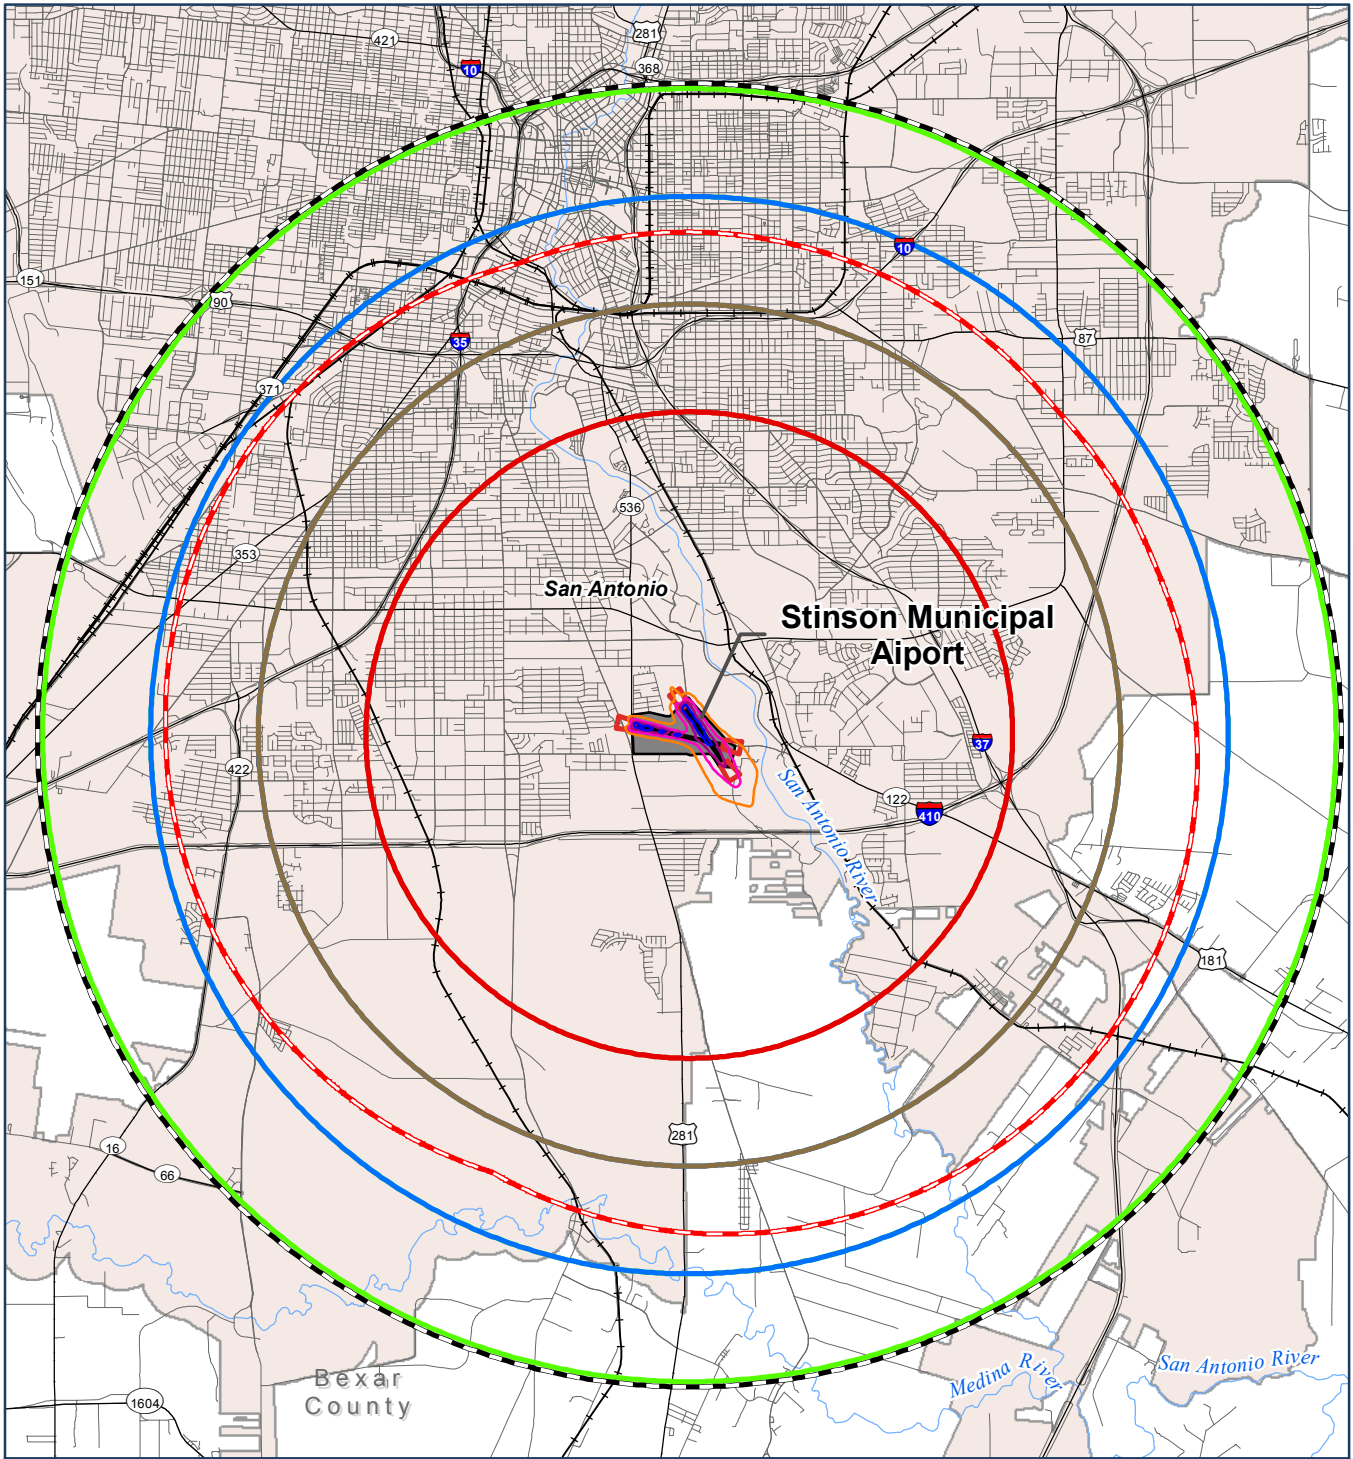 421
281
10
368
10
151
90
87
35
371
536
353
San Antonio
Stinson Municipal
Aiport
37
422
122
410
San Antonio River
181
281
16
66
San Antonio River
Medina River
Bexar
County
1604